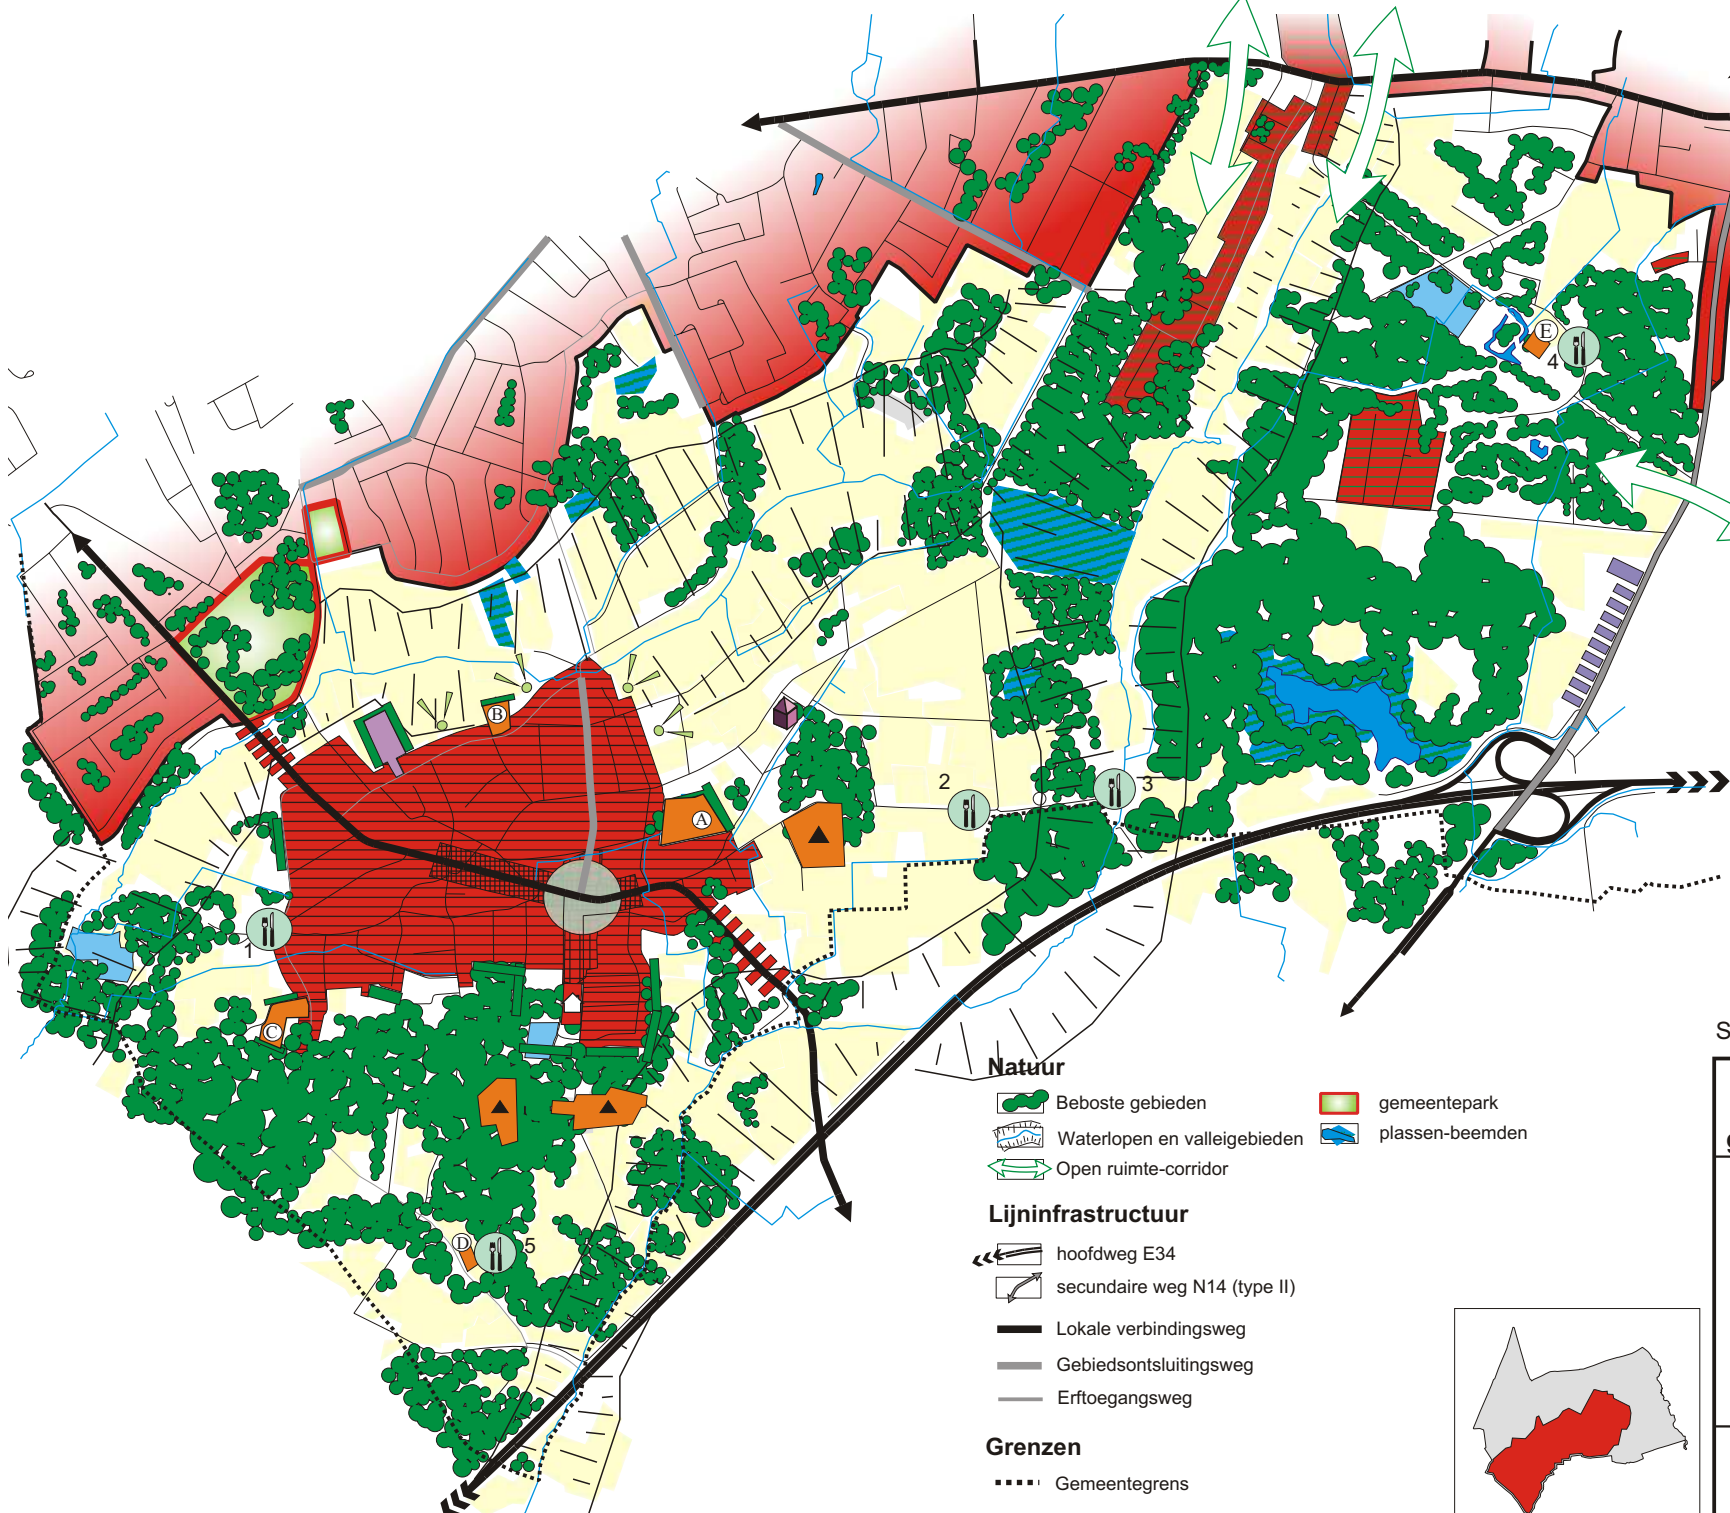 E
4
B
A
2
3
1
C
D
5
S
Natuur
Beboste gebieden
gemeentepark
Waterlopen en valleigebieden
plassen-beemden
Open ruimte-corridor
Lijninfrastructuur
hoofdweg E34
secundaire weg N14 (type II)
Lokale verbindingsweg
Gebiedsontsluitingsweg
Erftoegangsweg
Grenzen
Gemeentegrens